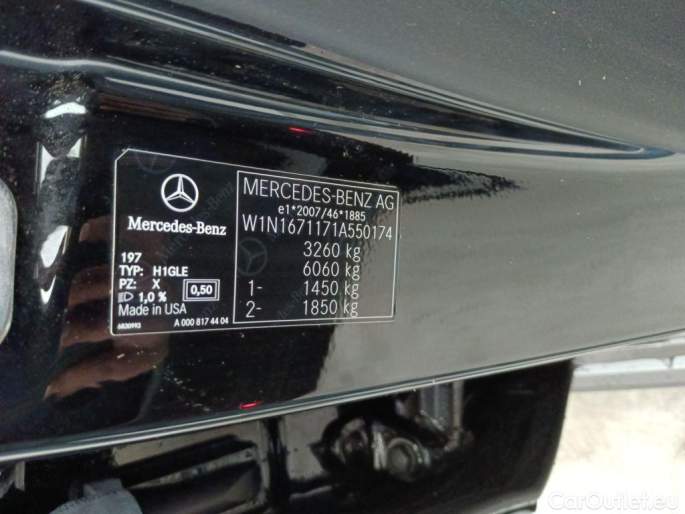 Mercedes-Benz
197
TYP: H1GLE
PZ: X 0,50
1,0 %
Made in USA
6820993 A 000 817 44 04
MERCEDES-BENZ AG
e1*2007/46*1885
W1N1671171A550174
3260 kg
6060 kg
1- 1450 kg
2- 1850 kg
CarOutlet.eu